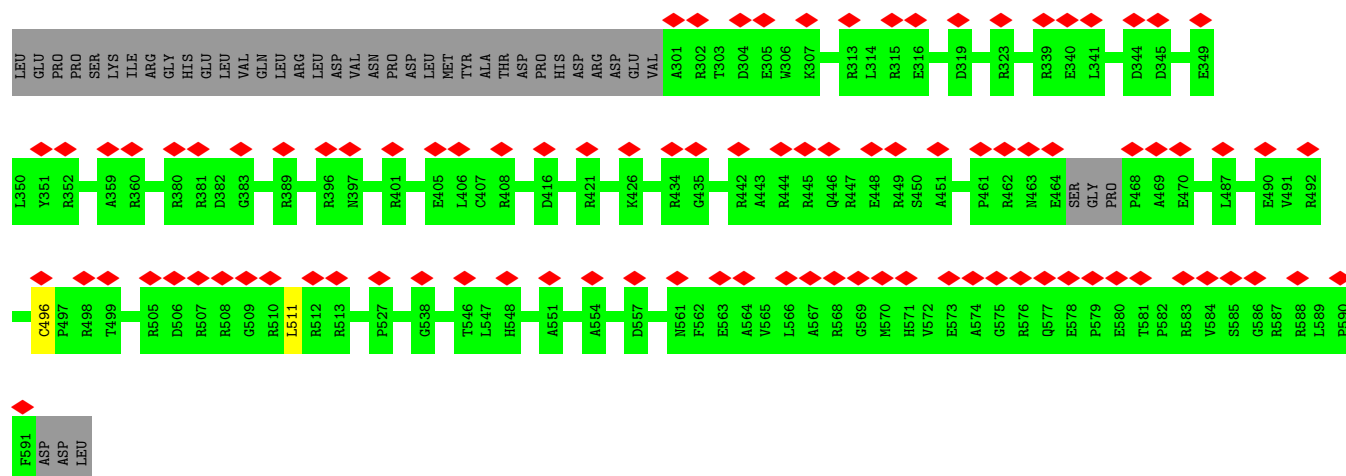 LEU GLU PRO PRO SER LYS ILE ARG GLY HIS GLU LEU VAL GLN LEU ARG LEU ASP VAL ASN PRO ASP LEU MET TYR ALA THR ASP PRO HIS ASP ARG ASP GLU VAL A301 R302 T303 D304 E305 W306 K307 R313 L314 R315 E316 D319 R323 R339 E340 L341 D344 D345 E349
L350 Y351 R352 A359 R360 R380 R381 D382 G383 R389 R396 N397 R401 E405 L406 C407 R408 D416 R421 K426 R434 G435 R442 A443 R444 R445 Q446 R447 E448 R449 S450 A451 P461 R462 N463 E464 SER GLY PRO P468 A469 E470 L487 E490 V491 R492
C496 P497 R498 T499 R505 D506 R507 R508 G509 R510 L511 R512 R513 P527 G538 T546 L547 H548 A551 A554 D557 N561 F562 E563 A564 V565 L566 A567 R568 G569 M570 H571 V572 E573 A574 G575 R576 Q577 E578 P579 E580 T581 P582 R583 V584 S585 G586 R587 R588 L589 P590
F591 ASP ASP LEU